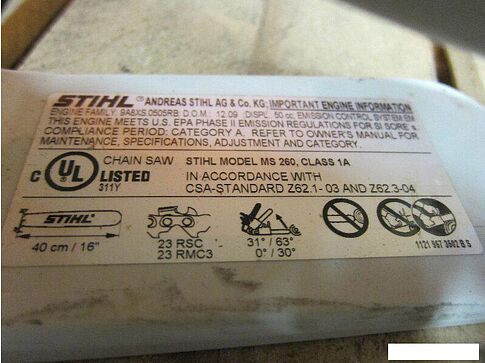 STIHL® ANDREAS STIHL AG & Co. KG; IMPORTANT ENGINE INFORMATION
ENGINE FAMILY: 9A8XS.0505RB; D.O.M.: 12.09 DISPL. 50 cc, EMISSION CONTROL SYSTEM EM
THIS ENGINE MEETS U.S. EPA PHASE II EMISSION REGULATIONS FOR SI SORE
COMPLIANCE PERIOD: CATEGORY A. REFER TO OWNER'S MANUAL FOR
MAINTENANCE, SPECIFICATIONS, ADJUSTMENT AND CATEGORY
C UL LISTED
311Y
CHAIN SAW STIHL MODEL MS 260, CLASS 1A
IN ACCORDANCE WITH
CSA-STANDARD Z62.1- 03 AND Z62.3-04
STIHL
40 cm / 16"
23 RSC
23 RMC3
31° / 63°
0° / 30°
1121 967 3602 B S